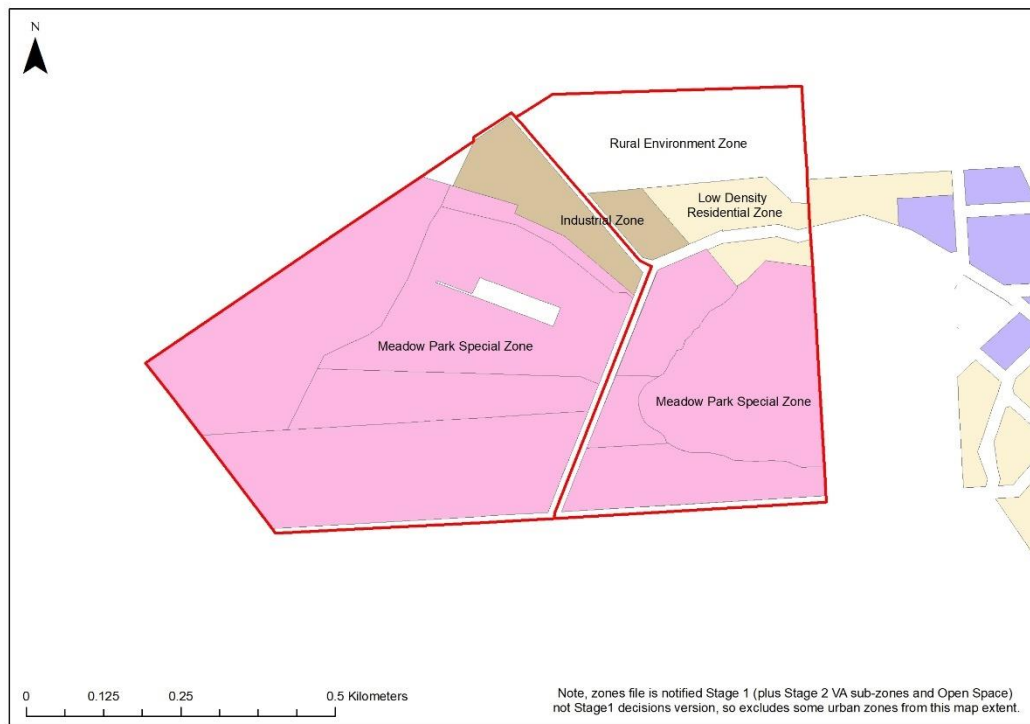 N
Rural Environment Zone
Low Density
Residential Zone
Industrial Zone
Meadow Park Special Zone
Meadow Park Special Zone
0 0.125 0.25 0.5 Kilometers
Note, zones file is notified Stage 1 (plus Stage 2 VA sub-zones and Open Space)
not Stage1 decisions version, so excludes some urban zones from this map extent.